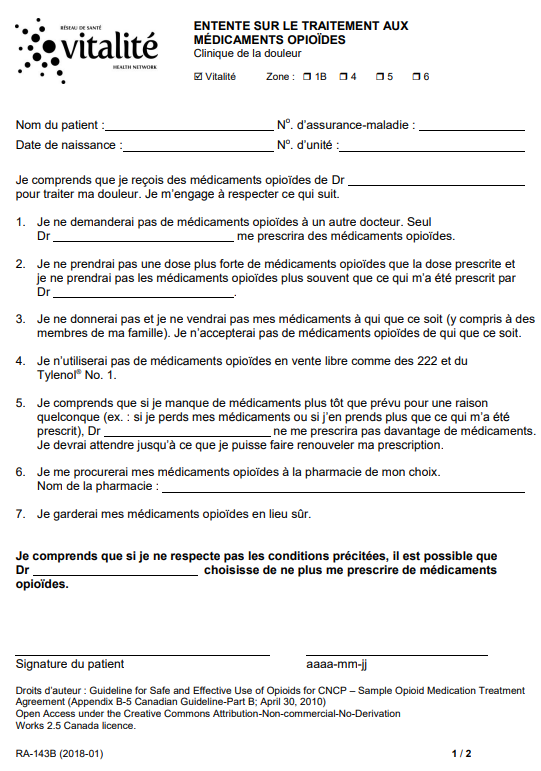 RÉSEAU DE SANTÉ
vitalité
HEALTH NETWORK
ENTENTE SUR LE TRAITEMENT AUX
MÉDICAMENTS OPIOÏDES
Clinique de la douleur
☑ Vitalité Zone : ❒ 1B ❒ 4 ❒ 5 ❒ 6
Nom du patient : Nº. d’assurance-maladie :
Date de naissance : Nº. d’unité :
Je comprends que je reçois des médicaments opioïdes de Dr
pour traiter ma douleur. Je m’engage à respecter ce qui suit.
1. Je ne demanderai pas de médicaments opioïdes à un autre docteur. Seul
Dr me prescrira des médicaments opioïdes.
2. Je ne prendrai pas une dose plus forte de médicaments opioïdes que la dose prescrite et
je ne prendrai pas les médicaments opioïdes plus souvent que ce qui m’a été prescrit par
Dr .
3. Je ne donnerai pas et je ne vendrai pas mes médicaments à qui que ce soit (y compris à des
membres de ma famille). Je n’accepterai pas de médicaments opioïdes de qui que ce soit.
4. Je n’utiliserai pas de médicaments opioïdes en vente libre comme des 222 et du
Tylenol® No. 1.
5. Je comprends que si je manque de médicaments plus tôt que prévu pour une raison
quelconque (ex. : si je perds mes médicaments ou si j’en prends plus que ce qui m’a été
prescrit), Dr ne me prescrira pas davantage de médicaments.
Je devrai attendre jusqu’à ce que je puisse faire renouveler ma prescription.
6. Je me procurerai mes médicaments opioïdes à la pharmacie de mon choix.
Nom de la pharmacie :
7. Je garderai mes médicaments opioïdes en lieu sûr.
Je comprends que si je ne respecte pas les conditions précitées, il est possible que
Dr choisisse de ne plus me prescrire de médicaments
opioïdes.
Signature du patient aaaa-mm-jj
Droits d’auteur : Guideline for Safe and Effective Use of Opioids for CNCP – Sample Opioid Medication Treatment
Agreement (Appendix B-5 Canadian Guideline-Part B; April 30, 2010)
Open Access under the Creative Commons Attribution-Non-commercial-No-Derivation
Works 2.5 Canada licence.
RA-143B (2018-01) 1 / 2